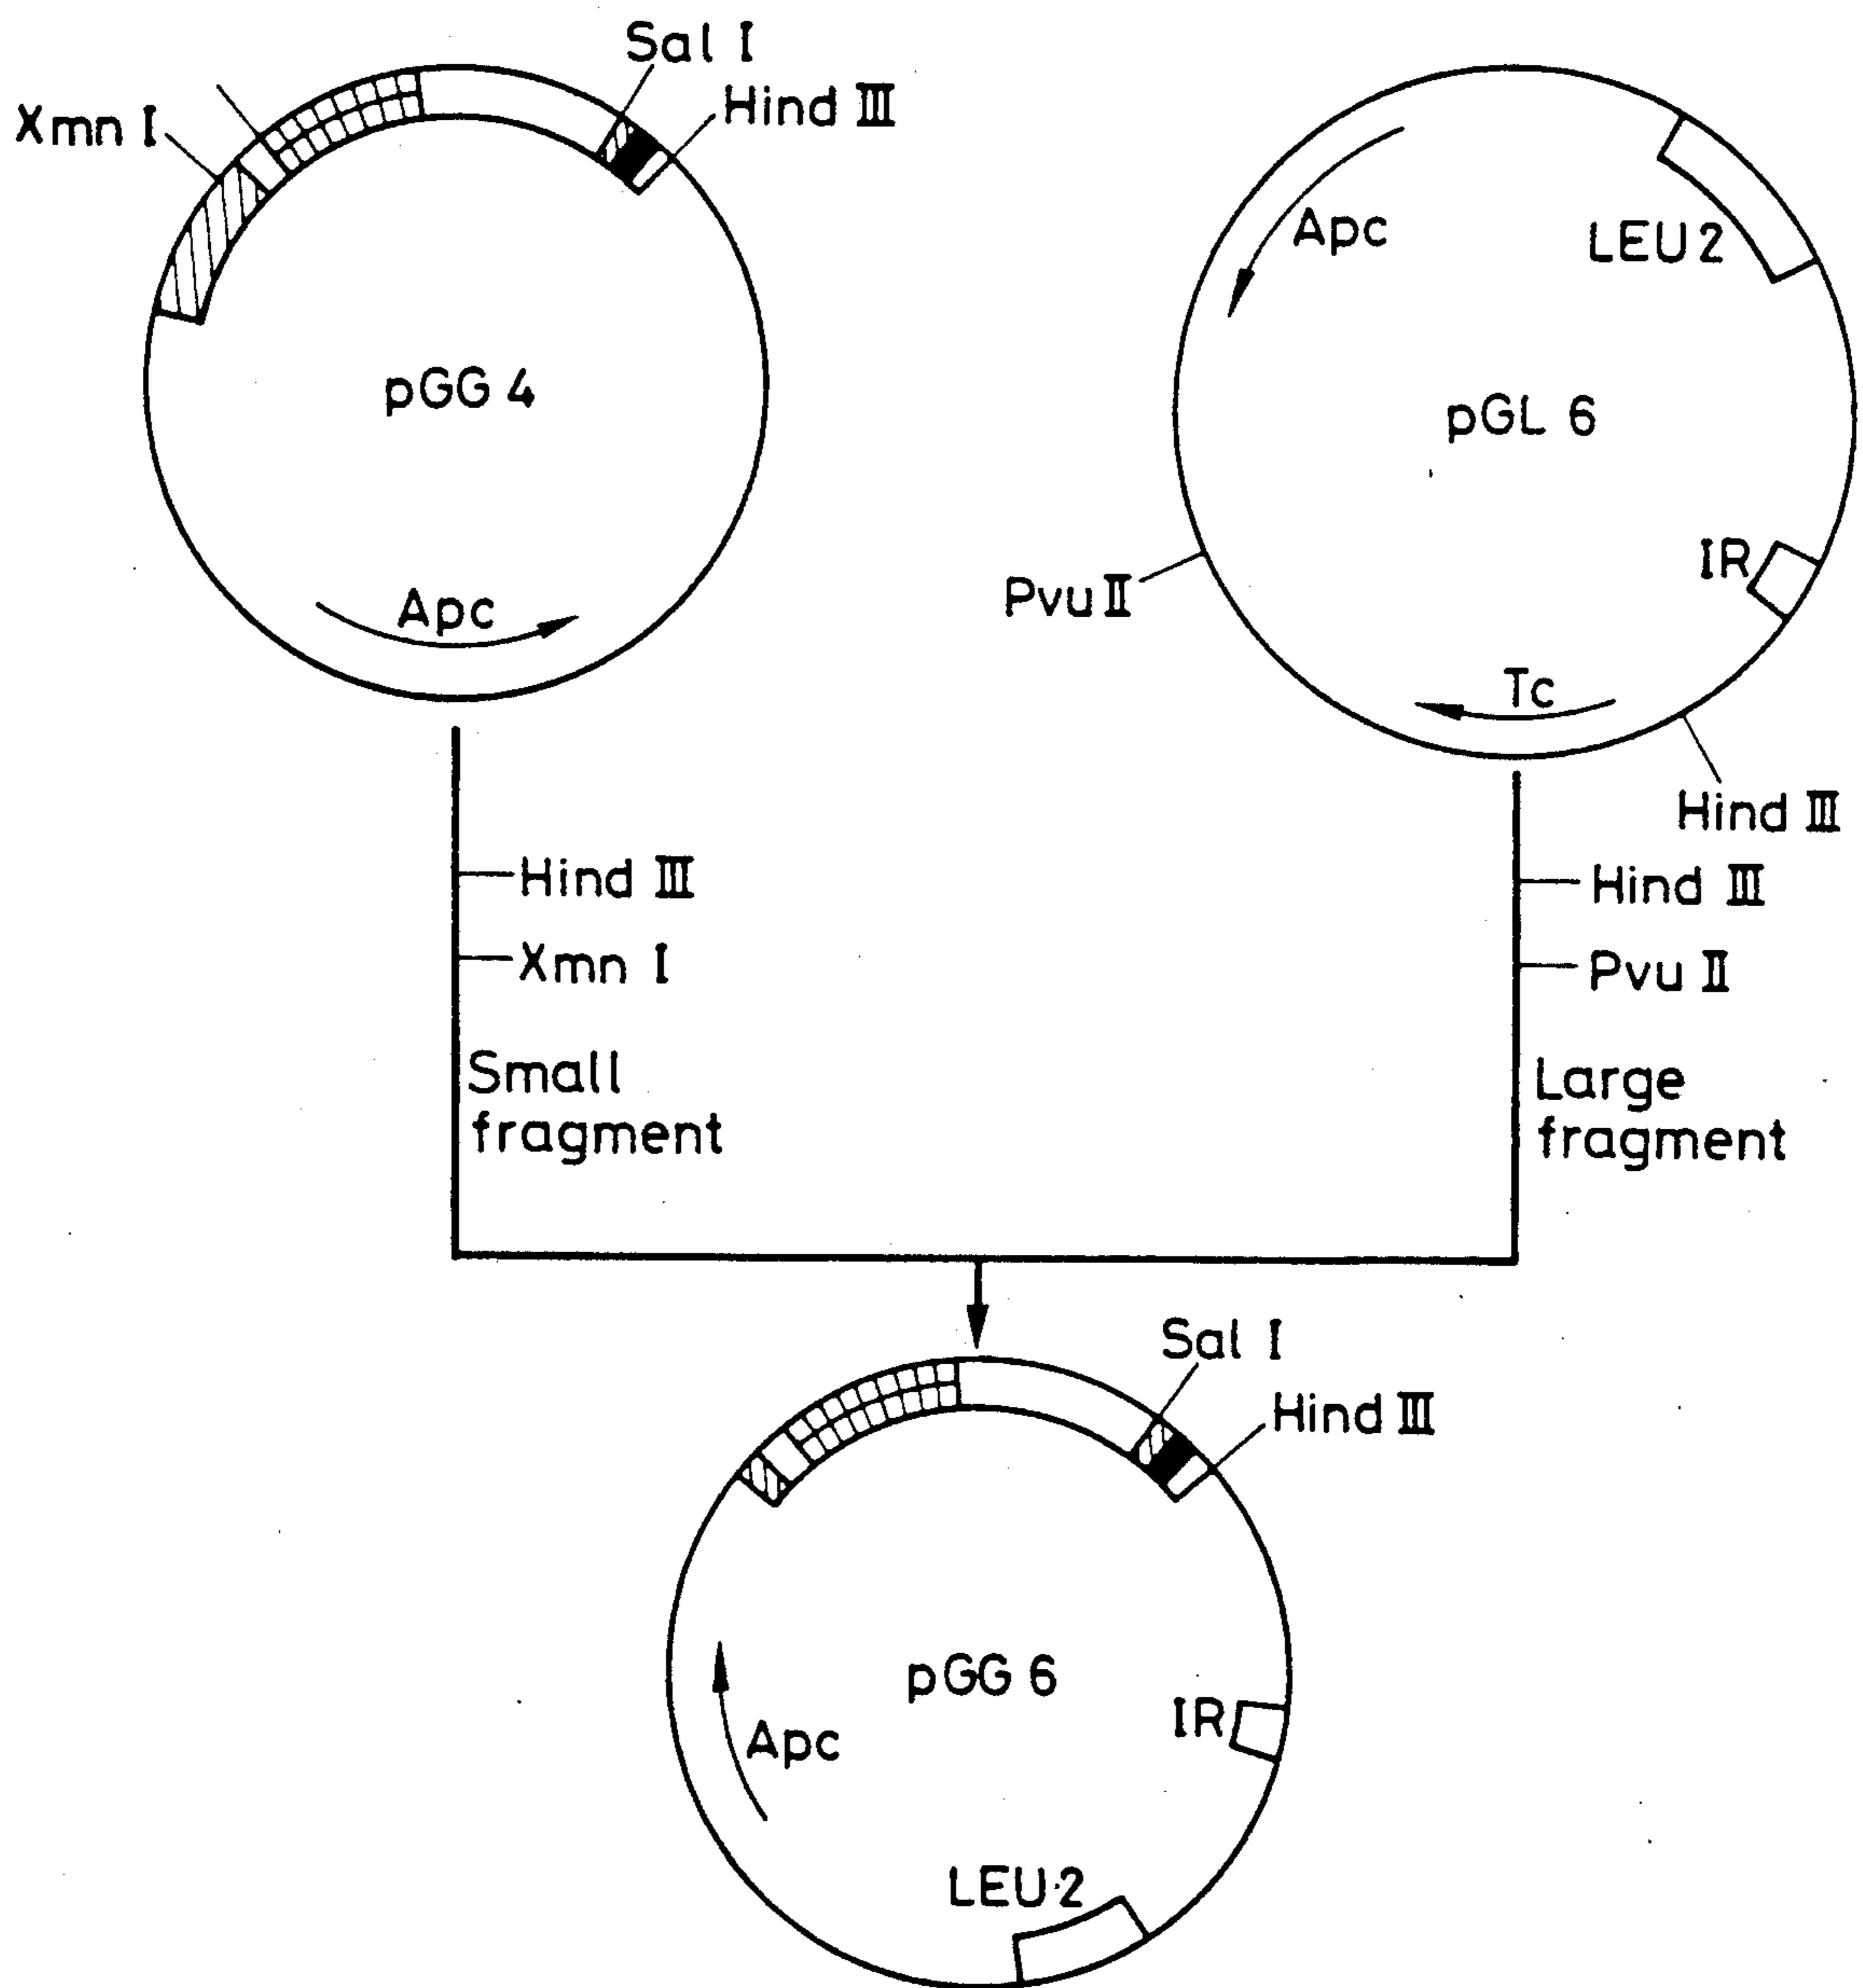 Sal I
Hind III
Xmn I
pGG 4
Apc
Apc
LEU 2
pGL 6
IR
Pvu II
Tc
Hind III
Hind III
Xmn I
Small
fragment
Hind III
Pvu II
Large
fragment
Sal I
Hind III
pGG 6
IR
Apc
LEU 2